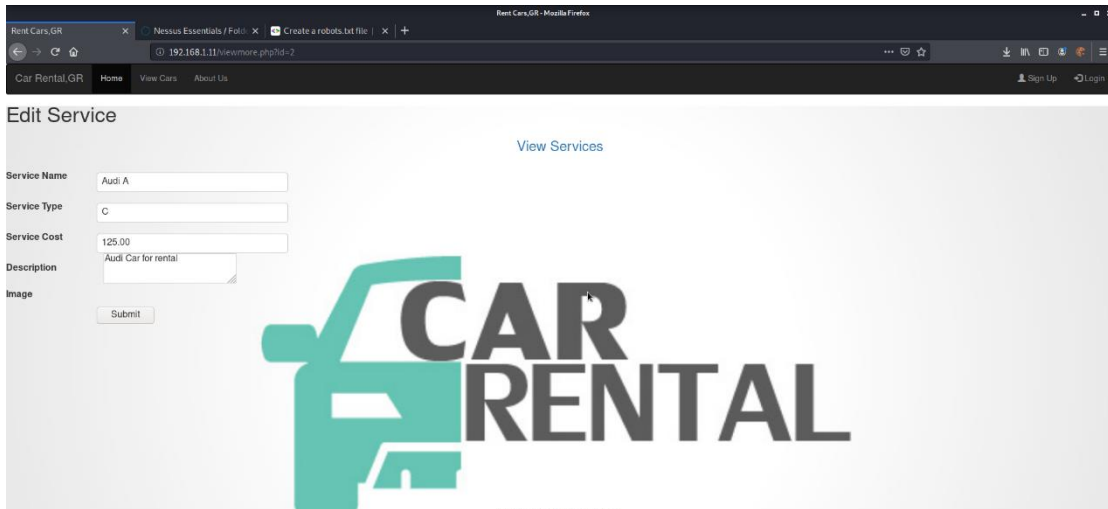 Rent Cars,GR - Mozilla Firefox
Rent Cars,GR Nessus Essentials / Folde Create a robots.txt file |
192.168.1.11/viewmore.php?id=2
Car Rental,GR Home View Cars About Us Sign Up Login
Edit Service
View Services
Service Name Audi A
Service Type C
Service Cost 125.00
Description Audi Car for rental
Image
Submit
CAR
RENTAL